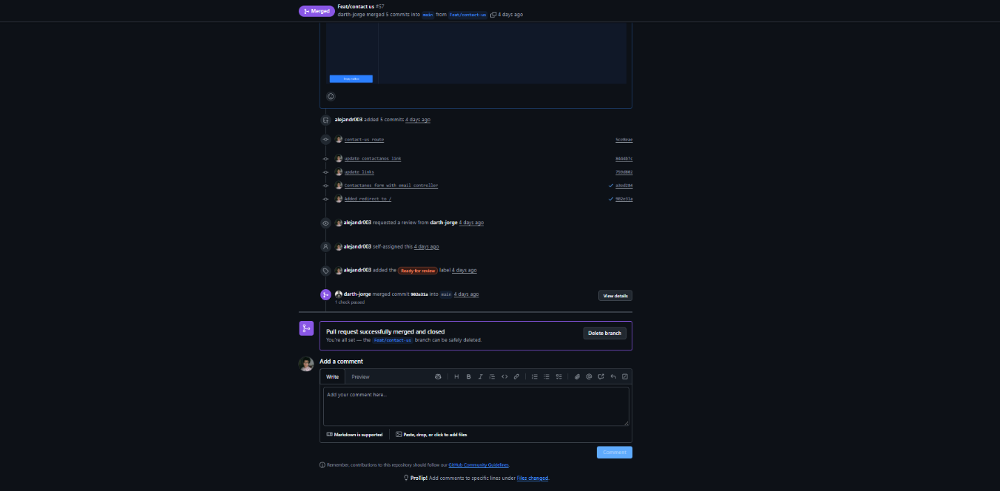 Merged
Feat/contact us #57
darth-jorge merged 5 commits into main from Feat/contact-us 4 days ago
alejandr003 added 5 commits 4 days ago
contact-us route
update contactanos link
update links
Contactanos form with email controller
Added redirect to / 902e31a
alejandr003 requested a review from darth-jorge 4 days ago
alejandr003 self-assigned this 4 days ago
alejandr003 added the Ready for review label 4 days ago
darth-jorge merged commit 902e31a into main 4 days ago
View details
1 check passed
Pull request successfully merged and closed
You're all set — the Feat/contact-us branch can be safely deleted.
Delete branch
Add a comment
Write Preview
Add your comment here...
Markdown is supported
Paste, drop, or click to add files
Comment
Remember, contributions to this repository should follow our GitHub Community Guidelines.
ProTip! Add comments to specific lines under Files changed.